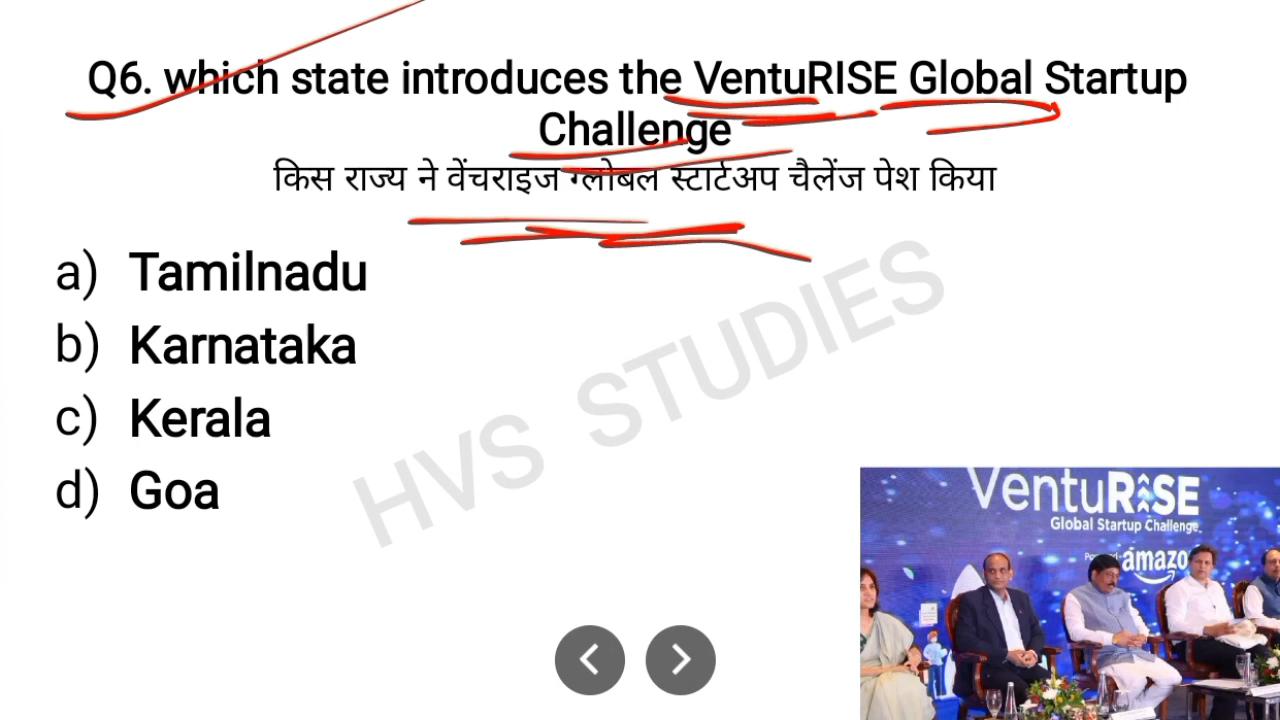 Q6. which state introduces the VentuRISE Global Startup
Challenge
किस राज्य ने वेंचराइज ग्लोबल स्टार्टअप चैलेंज पेश किया
a) Tamilnadu
b) Karnataka
c) Kerala
d) Goa
HVS STUDIES
VentuRISE
Global Startup Challenge
amazo